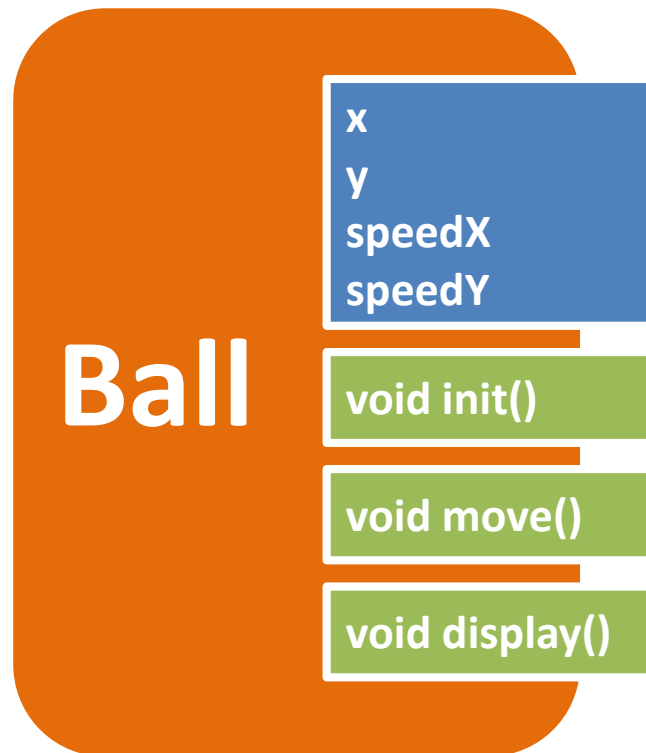 Ball
x
y
speedX
speedY
void init()
void move()
void display()